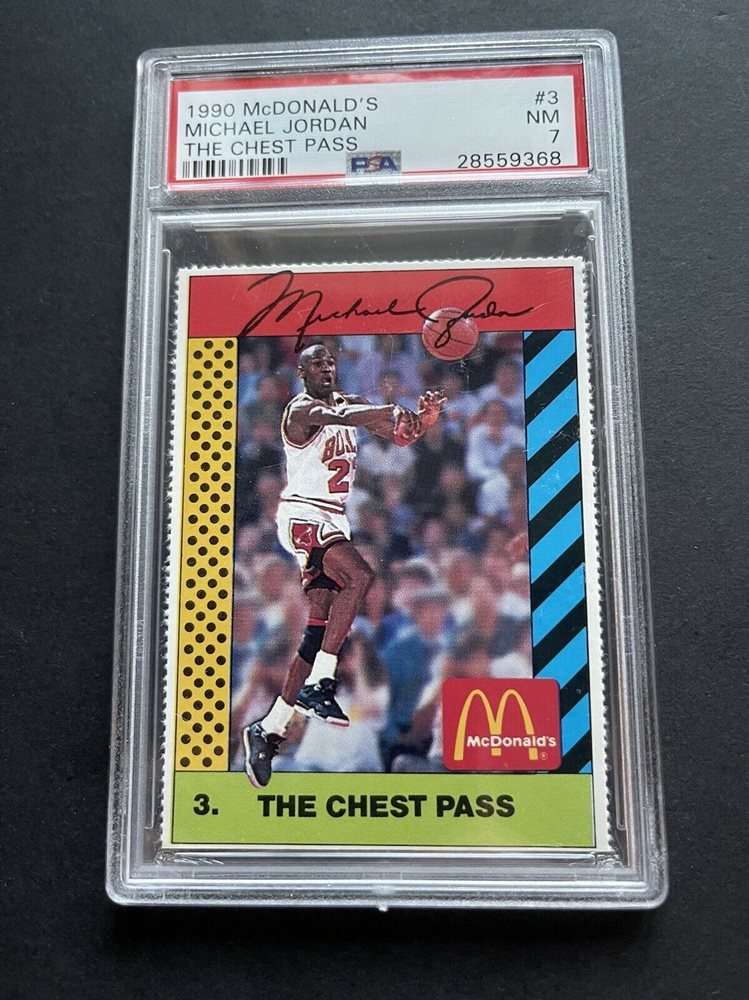 1990 McDONALD'S #3
MICHAEL JORDAN NM
THE CHEST PASS 7
PSA 28559368
Michael Jordan
BULLS
2
McDonald's
®
3. THE CHEST PASS